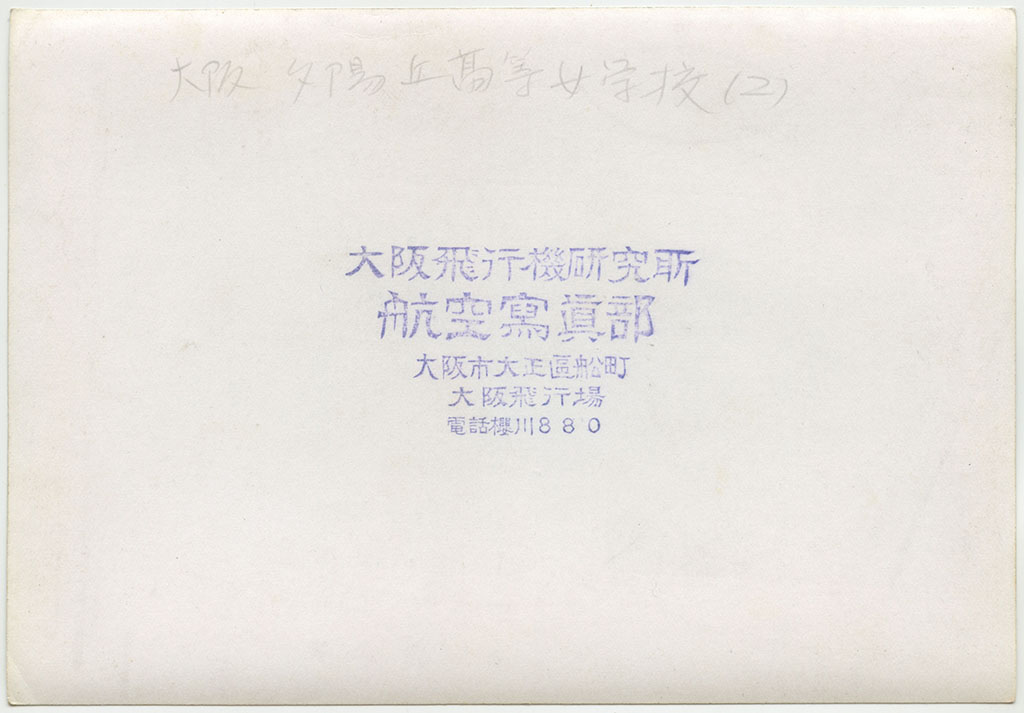 大阪 夕陽丘高等女学校(2)
大阪飛行機研究所
航空寫眞部
大阪市大正區船町
大阪飛行場
電話櫻川880